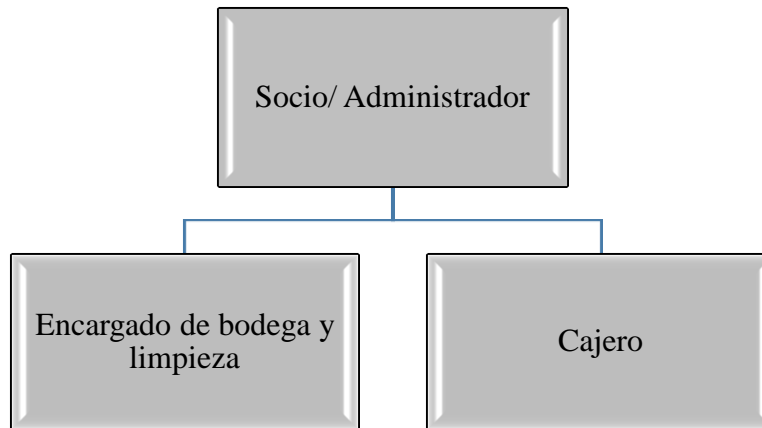 Socio/ Administrador
Encargado de bodega y
limpieza
Cajero